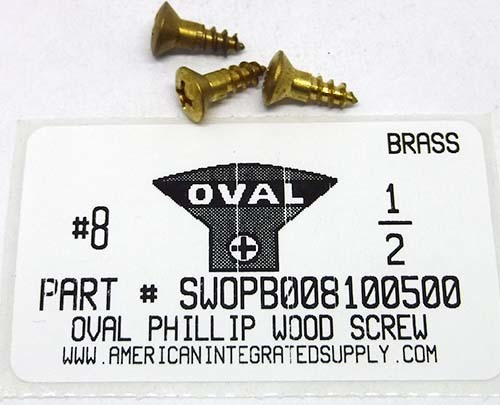 BRASS
OVAL
#8
1
2
PART # SWOPB008100500
OVAL PHILLIP WOOD SCREW
WWW.AMERICANINTEGRATEDSUPPLY.COM